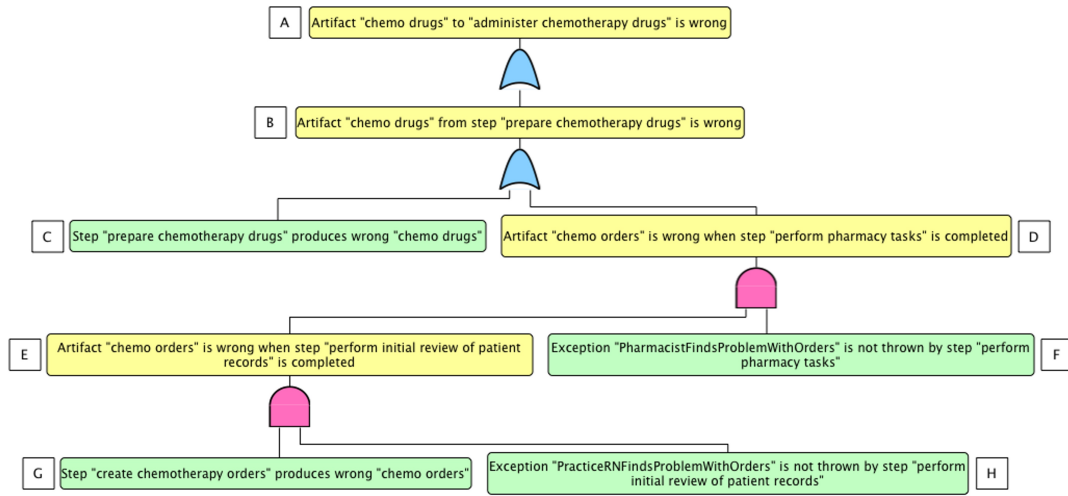 A
Artifact "chemo drugs" to "administer chemotherapy drugs" is wrong
B
Artifact "chemo drugs" from step "prepare chemotherapy drugs" is wrong
C
Step "prepare chemotherapy drugs" produces wrong "chemo drugs"
Artifact "chemo orders" is wrong when step "perform pharmacy tasks" is completed
D
E
Artifact "chemo orders" is wrong when step "perform initial review of patient
records" is completed
Exception "PharmacistFindsProblemWithOrders" is not thrown by step "perform
pharmacy tasks"
F
G
Step "create chemotherapy orders" produces wrong "chemo orders"
Exception "PracticeRNFindsProblemWithOrders" is not thrown by step "perform
initial review of patient records"
H